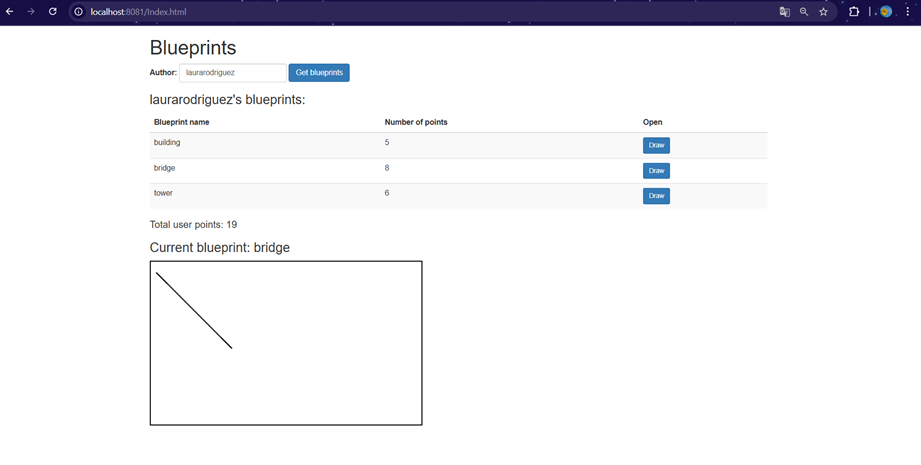 localhost:8081/Index.html
Blueprints
Author: laurarodriguez Get blueprints
laurarodriguez's blueprints:
Blueprint name Number of points Open
building 5 Draw
bridge 8 Draw
tower 6 Draw
Total user points: 19
Current blueprint: bridge